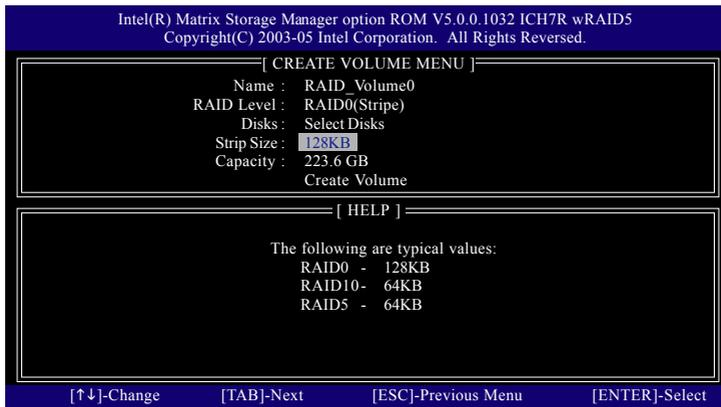 Intel(R) Matrix Storage Manager option ROM V5.0.0.1032 ICH7R wRAID5
Copyright(C) 2003-05 Intel Corporation. All Rights Reversed.
[ CREATE VOLUME MENU ]
Name : RAID_Volume0
RAID Level : RAID0(Stripe)
Disks : Select Disks
Strip Size : 128KB
Capacity : 223.6 GB
Create Volume
[ HELP ]
The following are typical values:
RAID0 - 128KB
RAID10- 64KB
RAID5 - 64KB
[↑↓]-Change [TAB]-Next [ESC]-Previous Menu [ENTER]-Select